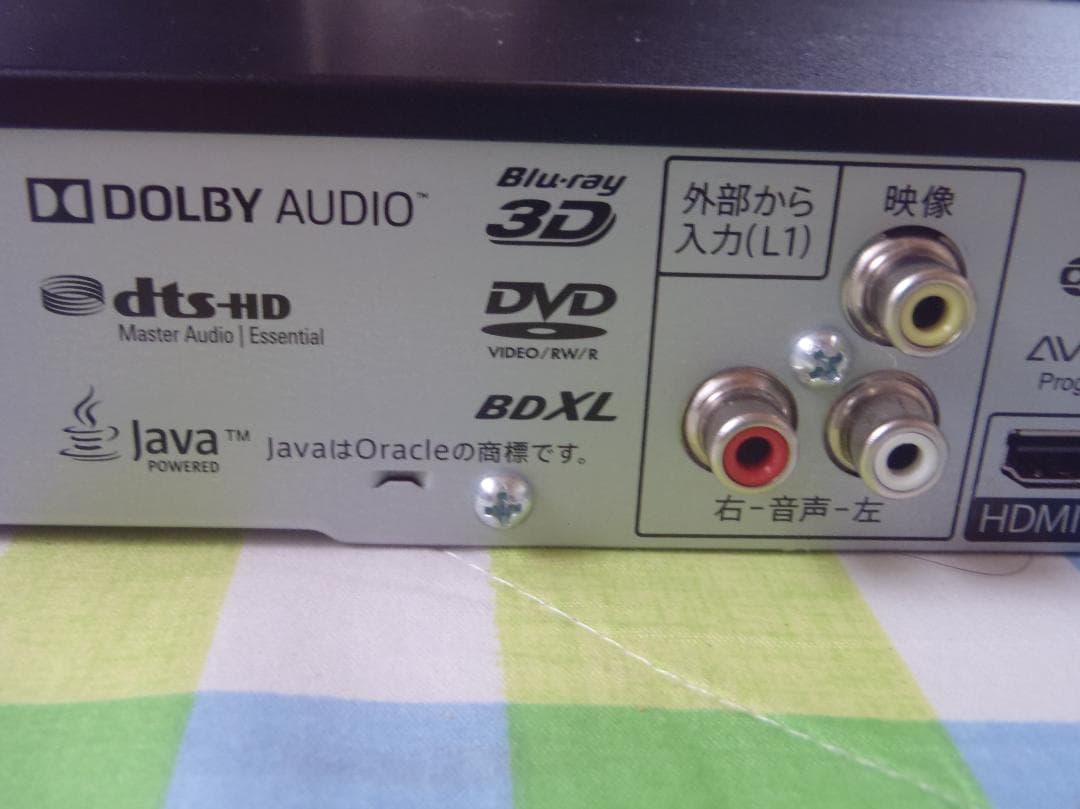 DOLBY AUDIO™
dts-HD
Master Audio | Essential
Java™
POWERED
JavaはOracleの商標です。
Blu-ray
3D
DVD
VIDEO/RW/R
BDXL
外部から
入力(L1)
映像
右-音声-左
AV
Prog
HDMI